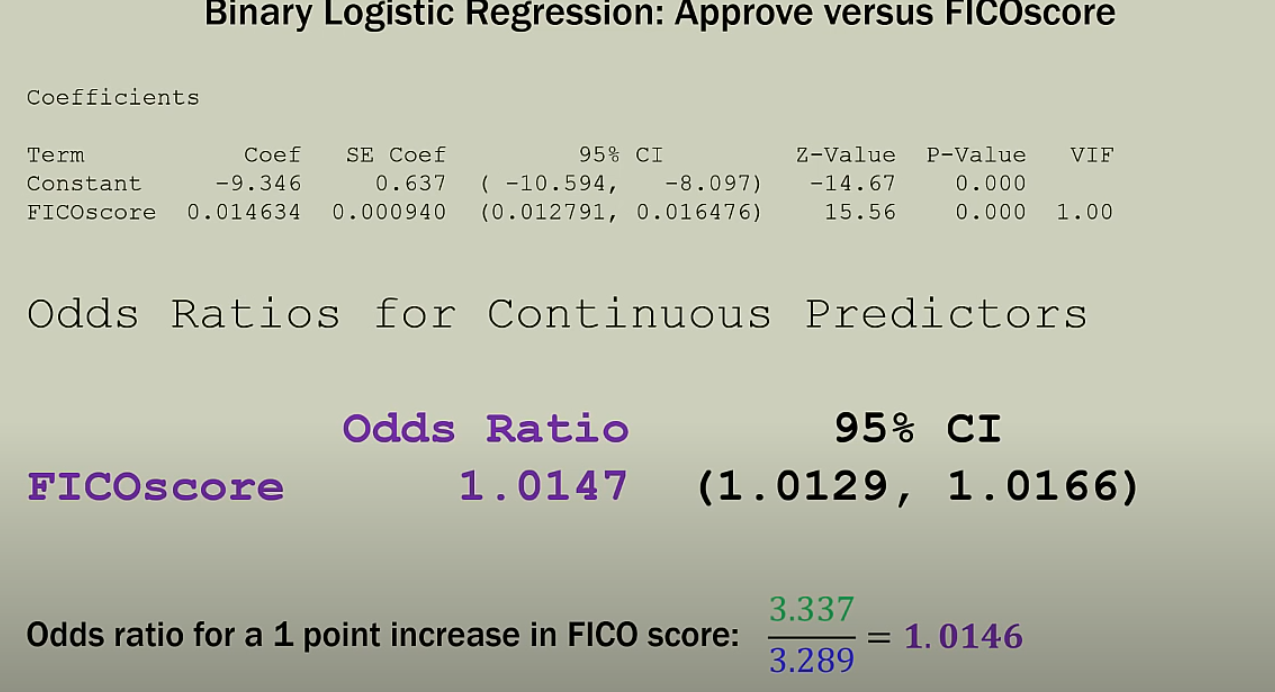 Binary Logistic Regression: Approve versus FICOscore
Coefficients
Term Coef SE Coef 95% CI Z-Value P-Value VIF
Constant -9.346 0.637 ( -10.594, -8.097) -14.67 0.000
FICOscore 0.014634 0.000940 (0.012791, 0.016476) 15.56 0.000 1.00
Odds Ratios for Continuous Predictors
Odds Ratio 95% CI
FICOscore 1.0147 (1.0129, 1.0166)
Odds ratio for a 1 point increase in FICO score: 3.337 / 3.289 = 1.0146